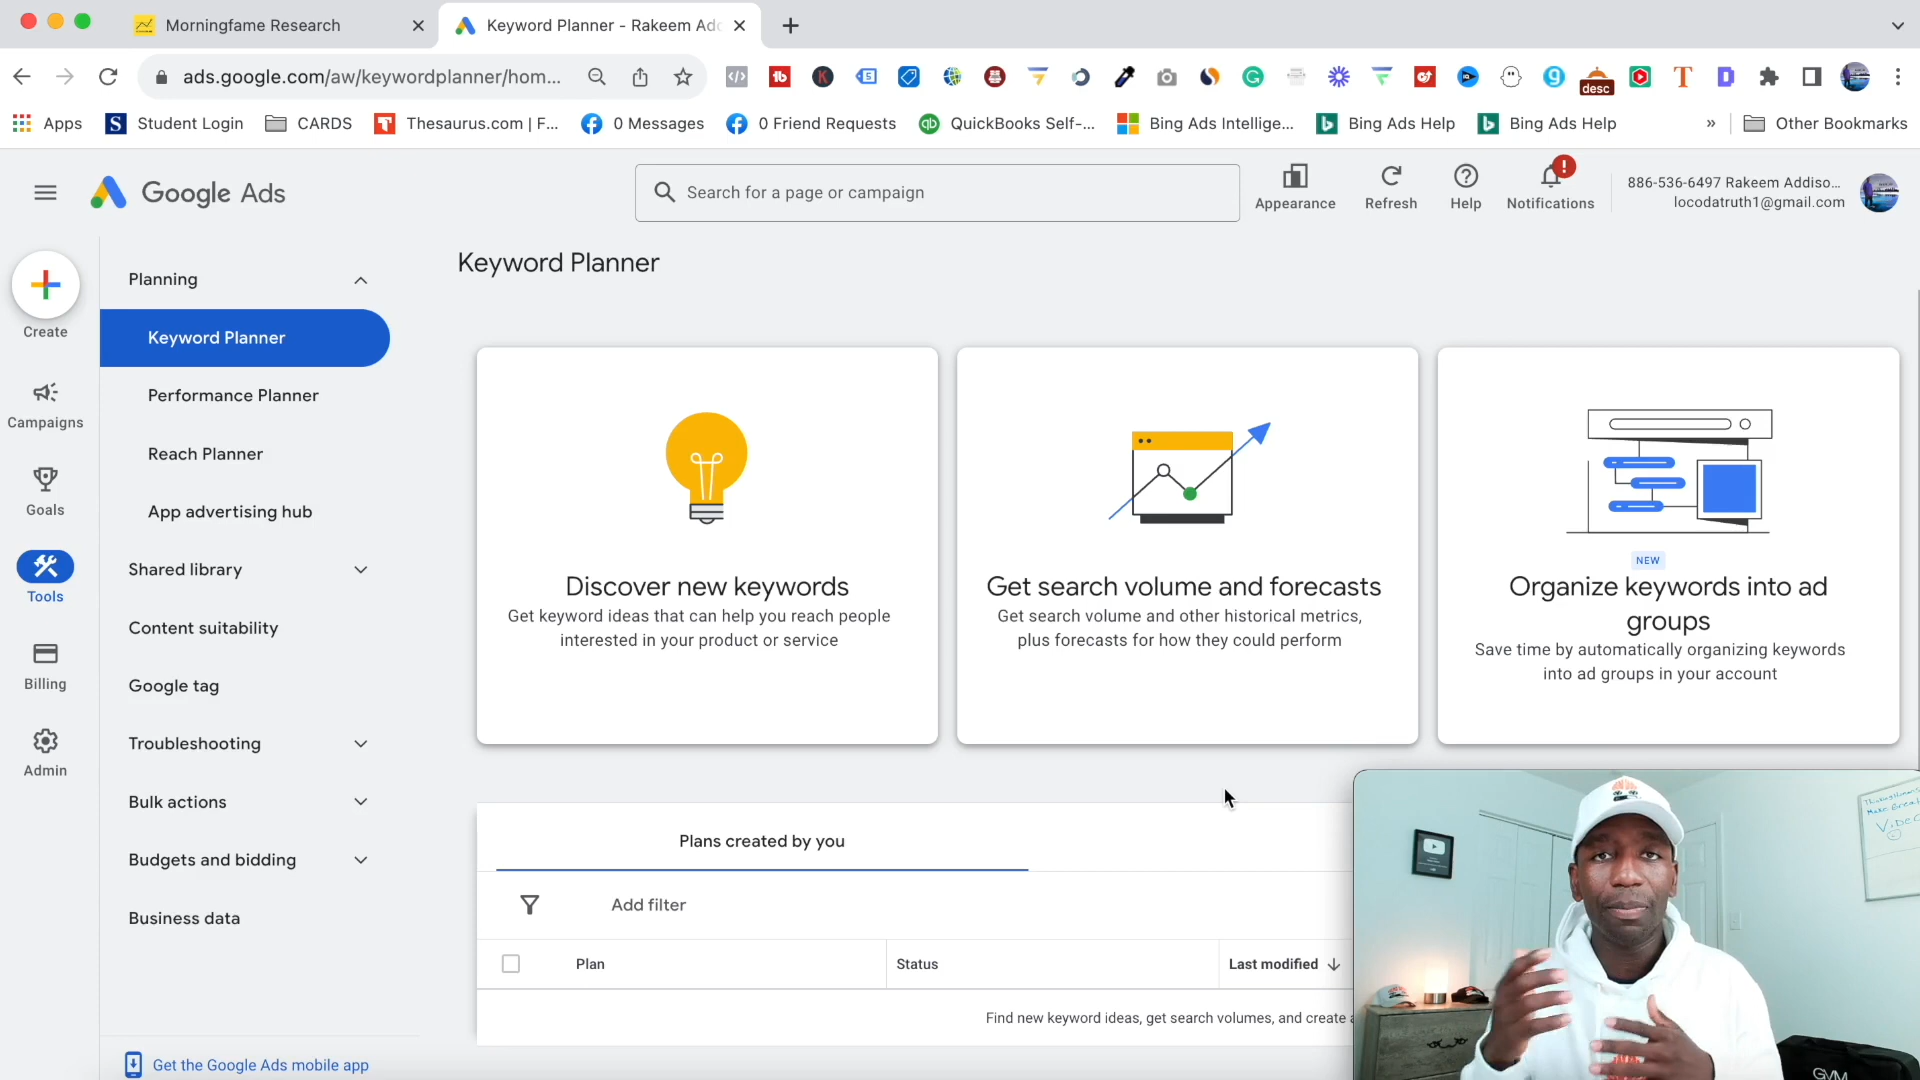 Morningfame Research
Keyword Planner - Rakeem Ad
ads.google.com/aw/keywordplanner/hom...
desc
Apps
Student Login
CARDS
Thesaurus.com | F...
0 Messages
0 Friend Requests
QuickBooks Self-...
Bing Ads Intellige...
Bing Ads Help
Bing Ads Help
»
Other Bookmarks
Google Ads
Search for a page or campaign
Appearance
Refresh
Help
Notifications
886-536-6497 Rakeem Addiso...
locodatruth1@gmail.com
Create
Campaigns
Goals
Tools
Billing
Admin
Planning
Keyword Planner
Performance Planner
Reach Planner
App advertising hub
Shared library
Content suitability
Google tag
Troubleshooting
Bulk actions
Budgets and bidding
Business data
Get the Google Ads mobile app
Keyword Planner
Discover new keywords
Get keyword ideas that can help you reach people
interested in your product or service
Get search volume and forecasts
Get search volume and other historical metrics,
plus forecasts for how they could perform
NEW
Organize keywords into ad
groups
Save time by automatically organizing keywords
into ad groups in your account
Plans created by you
Add filter
Plan
Status
Last modified
Find new keyword ideas, get search volumes, and create
GVM